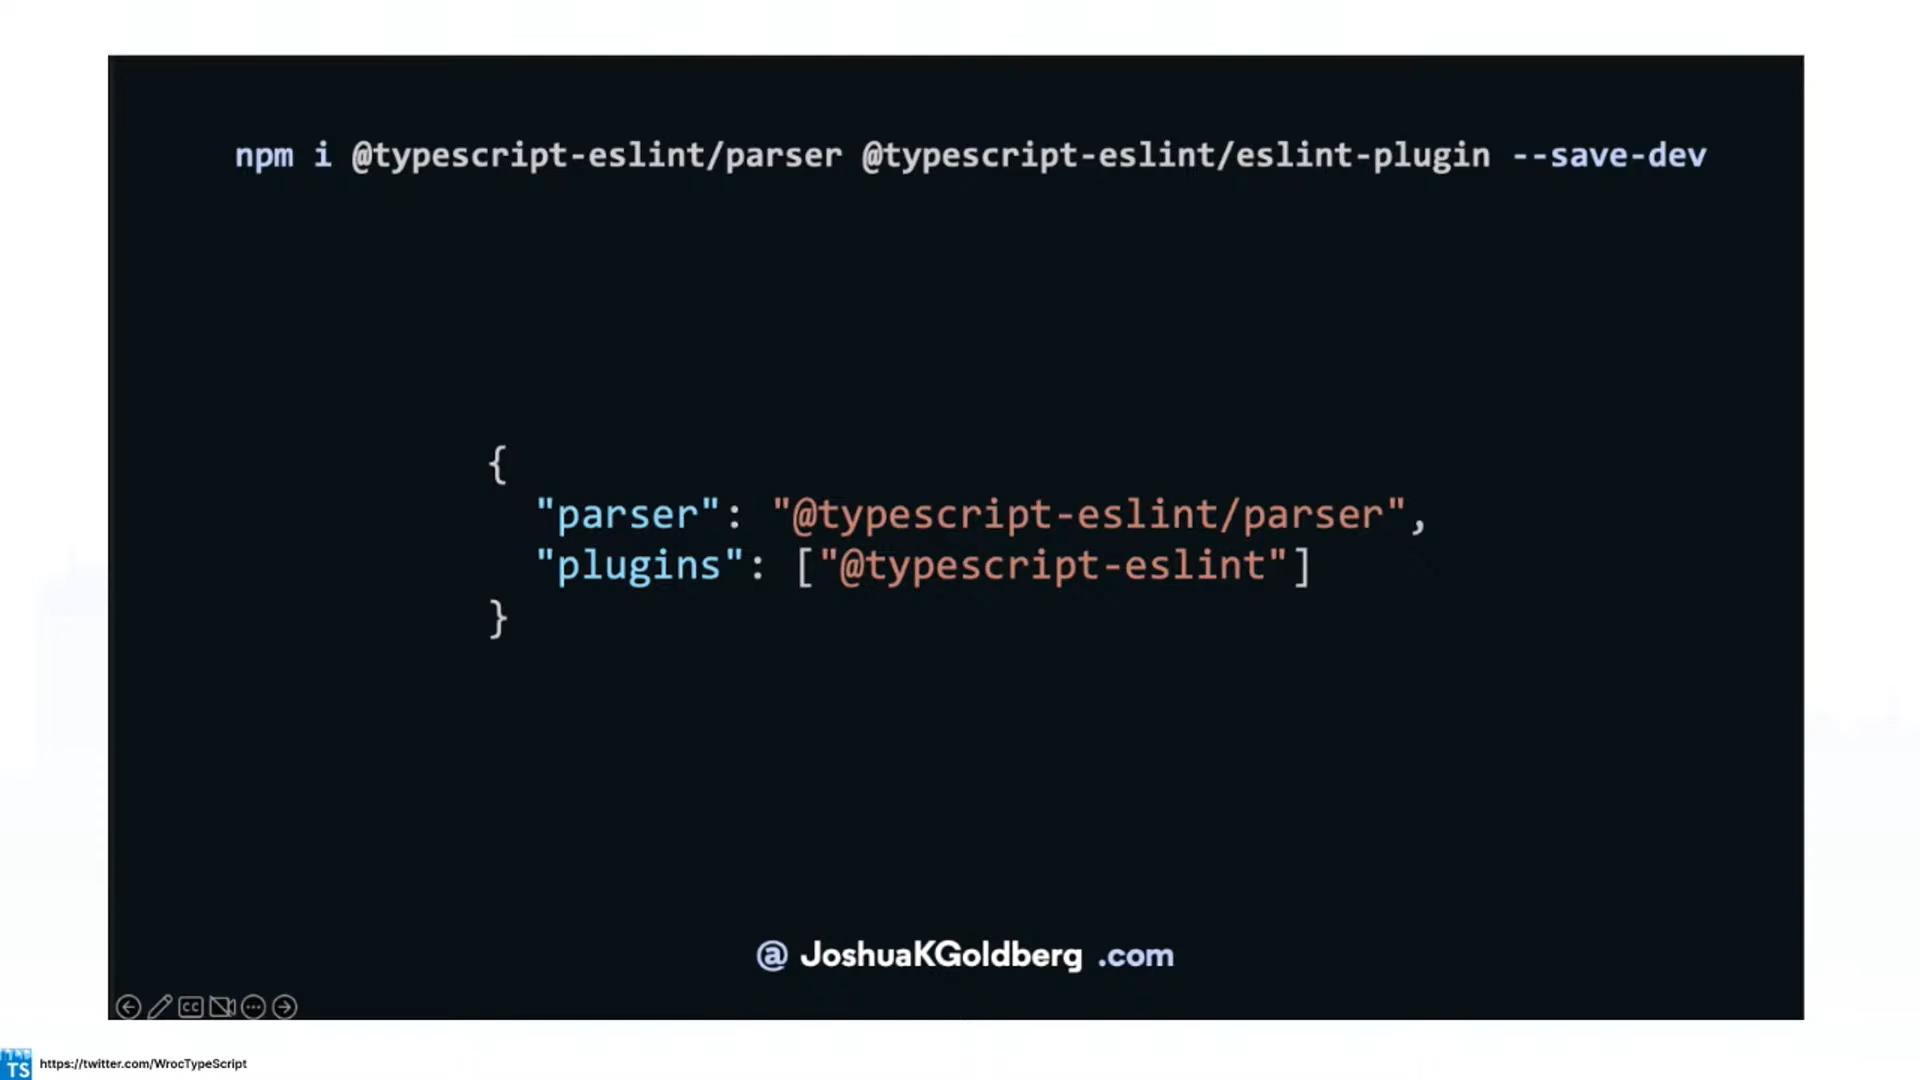 npm i @typescript-eslint/parser @typescript-eslint/eslint-plugin --save-dev
{
"parser": "@typescript-eslint/parser",
"plugins": ["@typescript-eslint"]
}
@ JoshuaKGoldberg .com
CC
TS
https://twitter.com/WrocTypeScript